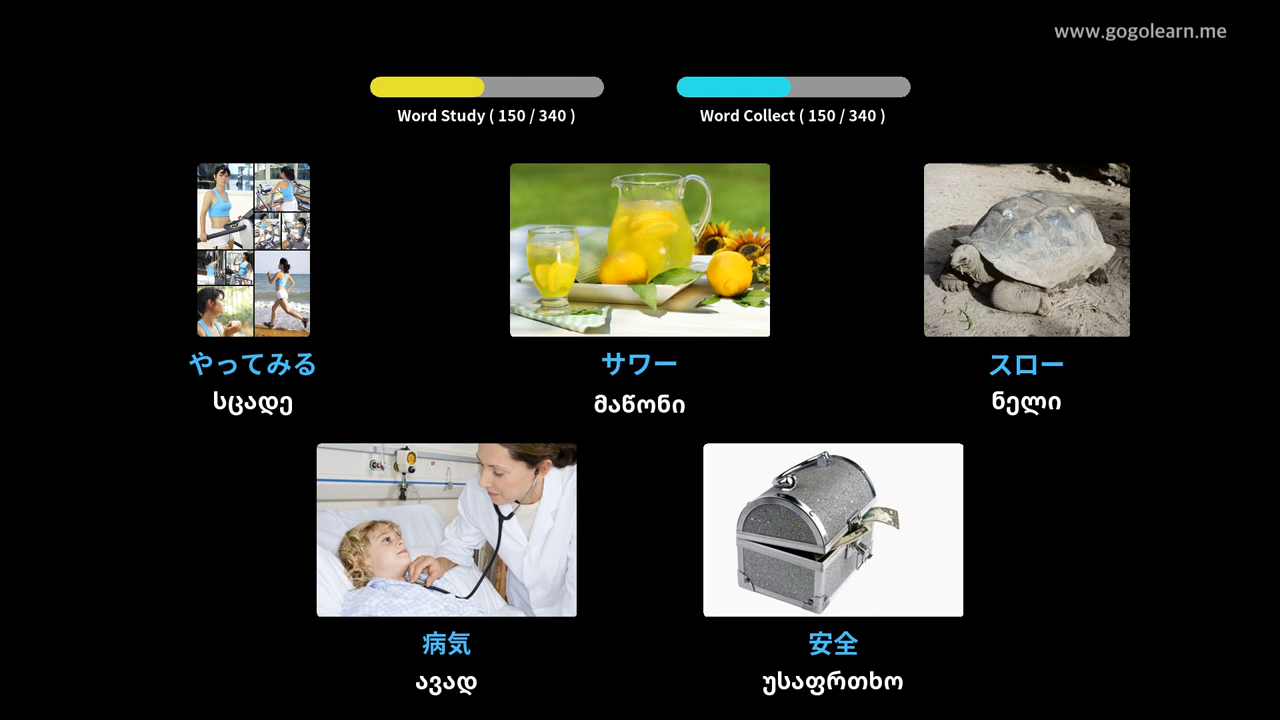 www.gogolearn.me
Word Study ( 150 / 340 )
Word Collect ( 150 / 340 )
やってみる
სცადე
サワー
მაწონი
スロー
ნელი
病気
ავად
安全
უსაფრთხო